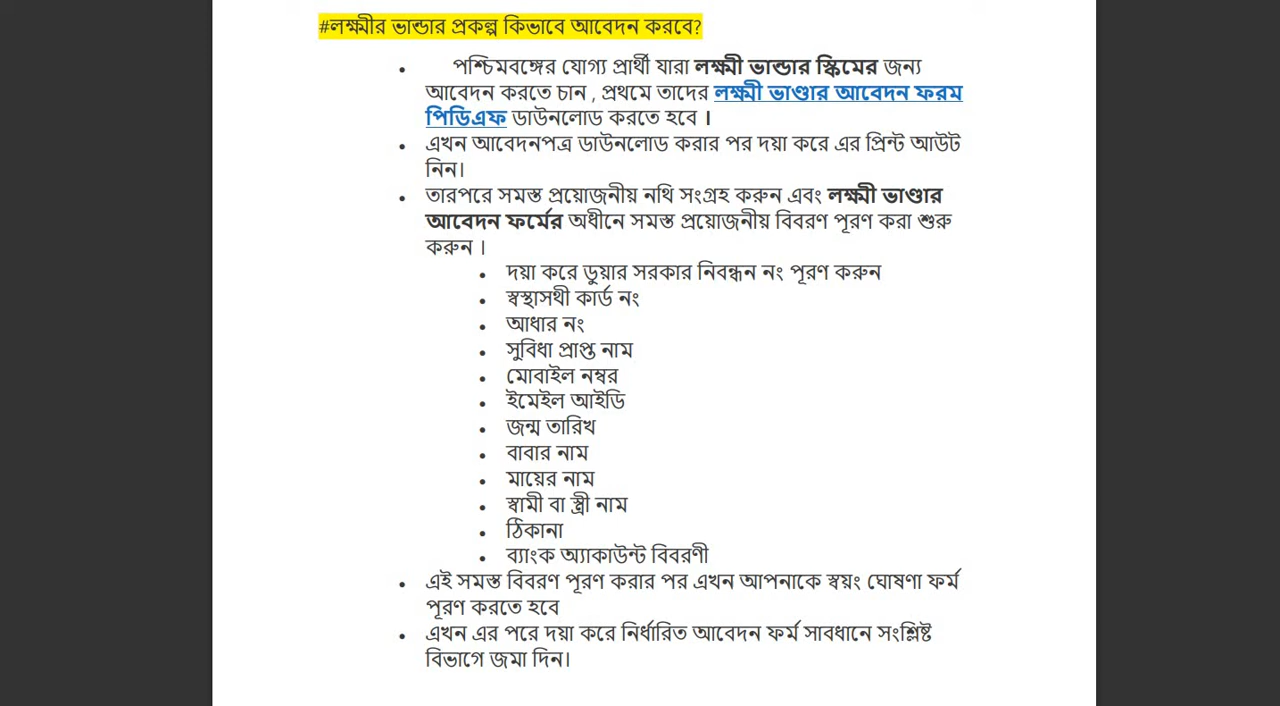 #লক্ষ্মীর ভান্ডার প্রকল্প কিভাবে আবেদন করবে?
• পশ্চিমবঙ্গের যোগ্য প্রার্থী যারা লক্ষ্মী ভান্ডার স্কিমের জন্য
আবেদন করতে চান , প্রথমে তাদের লক্ষ্মী ভাণ্ডার আবেদন ফরম
পিডিএফ ডাউনলোড করতে হবে ।
• এখন আবেদনপত্র ডাউনলোড করার পর দয়া করে এর প্রিন্ট আউট
নিন।
• তারপরে সমস্ত প্রয়োজনীয় নথি সংগ্রহ করুন এবং লক্ষ্মী ভাণ্ডার
আবেদন ফর্মের অধীনে সমস্ত প্রয়োজনীয় বিবরণ পূরণ করা শুরু
করুন ।
• দয়া করে ডুয়ার সরকার নিবন্ধন নং পূরণ করুন
• স্বস্থাসথী কার্ড নং
• আধার নং
• সুবিধা প্রাপ্ত নাম
• মোবাইল নম্বর
• ইমেইল আইডি
• জন্ম তারিখ
• বাবার নাম
• মায়ের নাম
• স্বামী বা স্ত্রী নাম
• ঠিকানা
• ব্যাংক অ্যাকাউন্ট বিবরণী
• এই সমস্ত বিবরণ পূরণ করার পর এখন আপনাকে স্বয়ং ঘোষণা ফর্ম
পূরণ করতে হবে
• এখন এর পরে দয়া করে নির্ধারিত আবেদন ফর্ম সাবধানে সংশ্লিষ্ট
বিভাগে জমা দিন।